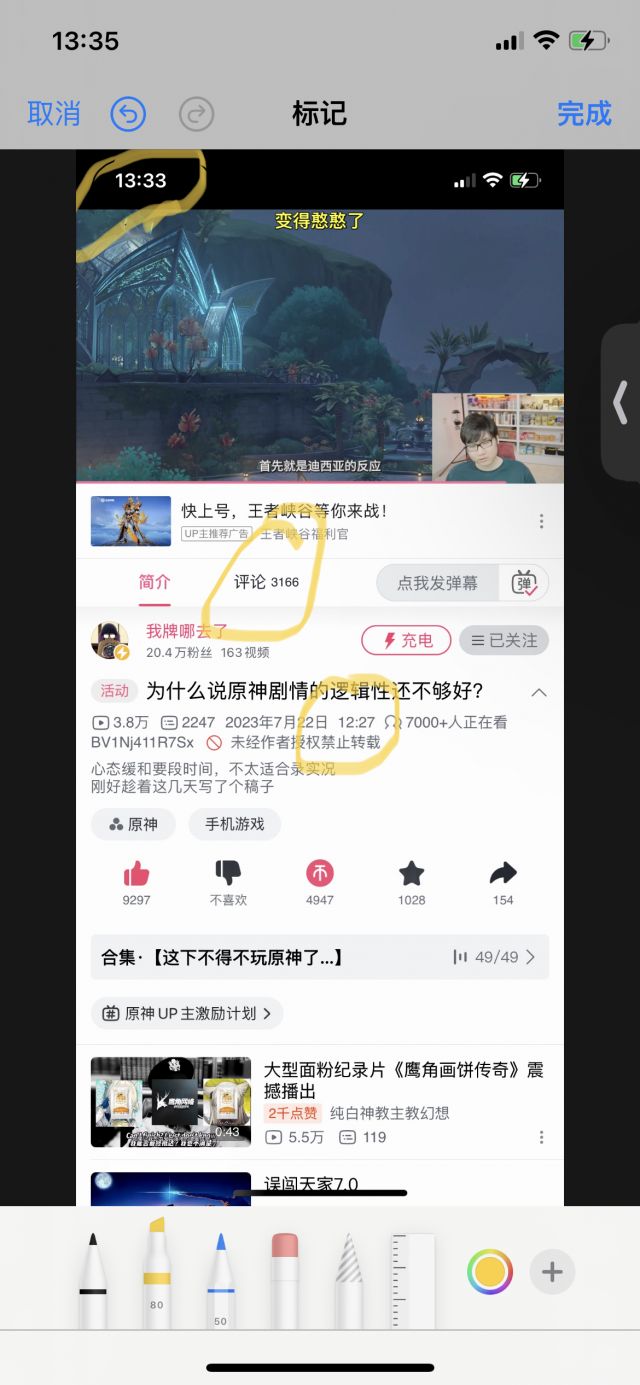 13:35
取消 标记 完成
13:33
变得憨憨了
首先就是迪西亚的反应
快上号，王者峡谷等你来战！
UP主推荐广告 王者峡谷福利官
简介 评论 3166 点我发弹幕 弹
我牌哪去了
20.4万粉丝 163视频
充电 已关注
活动 为什么说原神剧情的逻辑性还不够好?
3.8万 2247 2023年7月22日 12:27 7000+人正在看
BV1Nj411R7Sx 未经作者授权禁止转载
心态缓和要段时间，不太适合录实况
刚好趁着这几天写了个稿子
原神 手机游戏
9297 不喜欢 4947 1028 154
合集·【这下不得不玩原神了...】 49/49
原神UP主激励计划
大型面粉纪录片《鹰角画饼传奇》震
撼播出
2千点赞 纯白神教主教幻想
5.5万 119
鹰角网络
0:43
误闯天家7.0
80
50